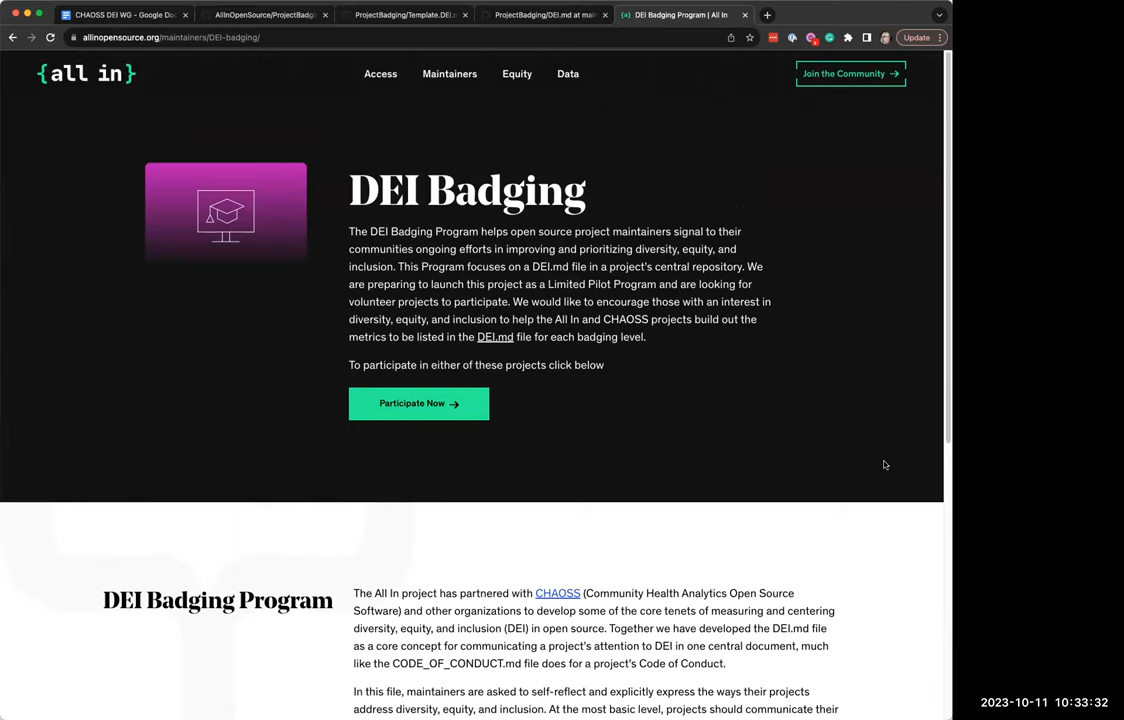 CHAOSS DEI WG - Google Doc
AllInOpenSource/ProjectBadgi
ProjectBadging/Template.DEI.r
ProjectBadging/DEI.md at mai
DEI Badging Program | All In
allinopensource.org/maintainers/DEI-badging/
Update
{all in}
Access
Maintainers
Equity
Data
Join the Community →
DEI Badging
The DEI Badging Program helps open source project maintainers signal to their
communities ongoing efforts in improving and prioritizing diversity, equity, and
inclusion. This Program focuses on a DEI.md file in a project's central repository. We
are preparing to launch this project as a Limited Pilot Program and are looking for
volunteer projects to participate. We would like to encourage those with an interest in
diversity, equity, and inclusion to help the All In and CHAOSS projects build out the
metrics to be listed in the DEI.md file for each badging level.
To participate in either of these projects click below
Participate Now →
DEI Badging Program
The All In project has partnered with CHAOSS (Community Health Analytics Open Source
Software) and other organizations to develop some of the core tenets of measuring and centering
diversity, equity, and inclusion (DEI) in open source. Together we have developed the DEI.md file
as a core concept for communicating a project's attention to DEI in one central document, much
like the CODE_OF_CONDUCT.md file does for a project's Code of Conduct.
In this file, maintainers are asked to self-reflect and explicitly express the ways their projects
address diversity, equity, and inclusion. At the most basic level, projects should communicate their
2023-10-11 10:33:32